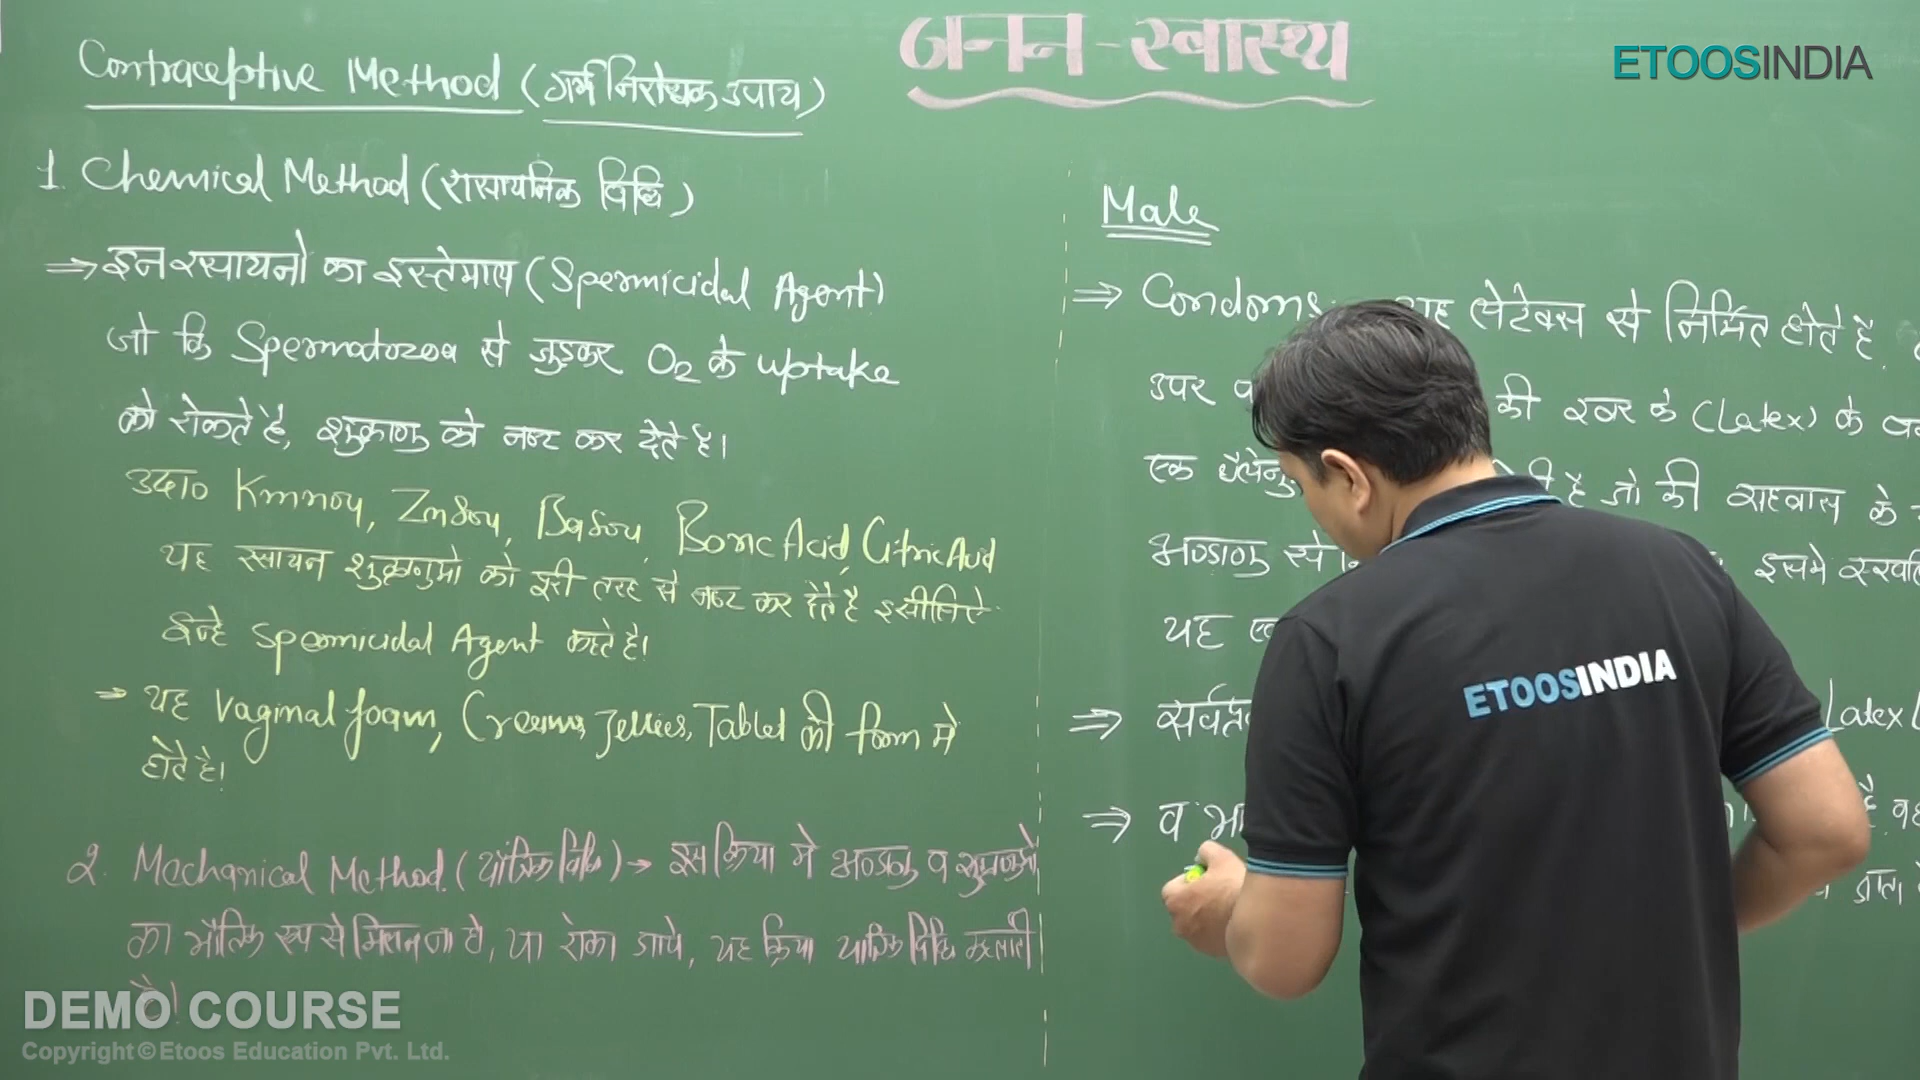 जनन-स्वास्थ्य
ETOOSINDIA
Contraceptive Method (गर्भ निरोधक उपाय)
1. Chemical Method (रासायनिक विधि)
⇒ इन रसायनो का इस्तेमाल (Spermicidal Agent)
जो कि Spermatozoa से जुड़कर O2 के uptake
को रोकते है, शुक्राणु को नष्ट कर देते है।
उदा० Kmno4, ZnSo4, BaSo4, Boric Acid, Citric Acid
यह रसायन शुक्राणुओ को पूरी तरह से नष्ट कर देते है इसीलिए
इन्हे Spermicidal Agent कहते है।
→ यह Vaginal foam, Creams, Jellies, Tablet की form मे
होते है।
2. Mechanical Method (यांत्रिक विधि) → इस क्रिया मे अण्डाणु व शुक्राणुओ
का भौतिक रूप से मिलन ना हो, या रोका जाये, यह क्रिया यांत्रिक विधि कहलाती
है।
Male
⇒ Condoms यह लेटेक्स से निर्मित होते है
उपर की रबर के (Latex) के
एक है जो की सहवास के
अण्डाणु इसमे
यह
⇒ Latex
⇒ व है वह
जाता
ETOOSINDIA
DEMO COURSE
Copyright © Etoos Education Pvt. Ltd.